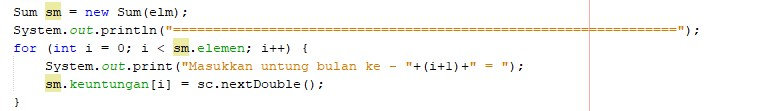 Sum sm = new Sum(elm);
System.out.println("===============================================================");
for (int i = 0; i < sm.elemen; i++) {
System.out.print("Masukkan untung bulan ke - "+(i+1)+" = ");
sm.keuntungan[i] = sc.nextDouble();
}